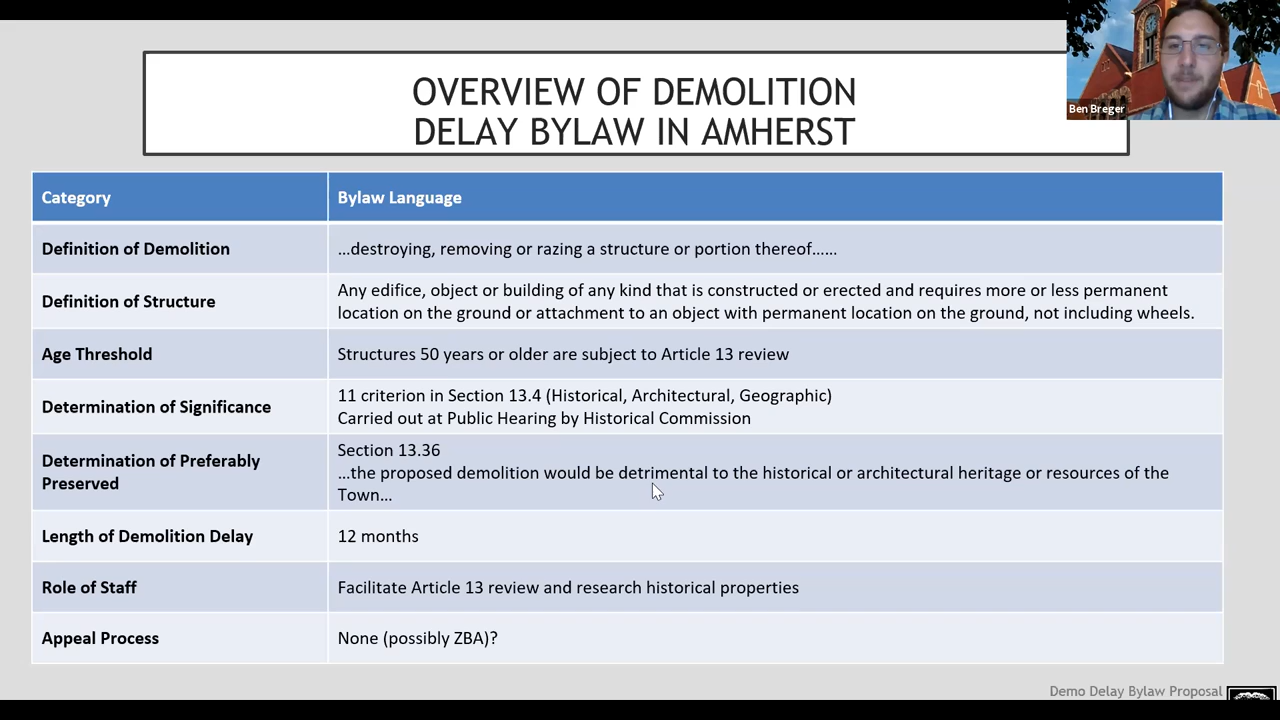 OVERVIEW OF DEMOLITION
DELAY BYLAW IN AMHERST
Ben Breger
Category
Bylaw Language
Definition of Demolition
...destroying, removing or razing a structure or portion thereof......
Definition of Structure
Any edifice, object or building of any kind that is constructed or erected and requires more or less permanent
location on the ground or attachment to an object with permanent location on the ground, not including wheels.
Age Threshold
Structures 50 years or older are subject to Article 13 review
Determination of Significance
11 criterion in Section 13.4 (Historical, Architectural, Geographic)
Carried out at Public Hearing by Historical Commission
Determination of Preferably
Preserved
Section 13.36
...the proposed demolition would be detrimental to the historical or architectural heritage or resources of the
Town...
Length of Demolition Delay
12 months
Role of Staff
Facilitate Article 13 review and research historical properties
Appeal Process
None (possibly ZBA)?
Demo Delay Bylaw Proposal